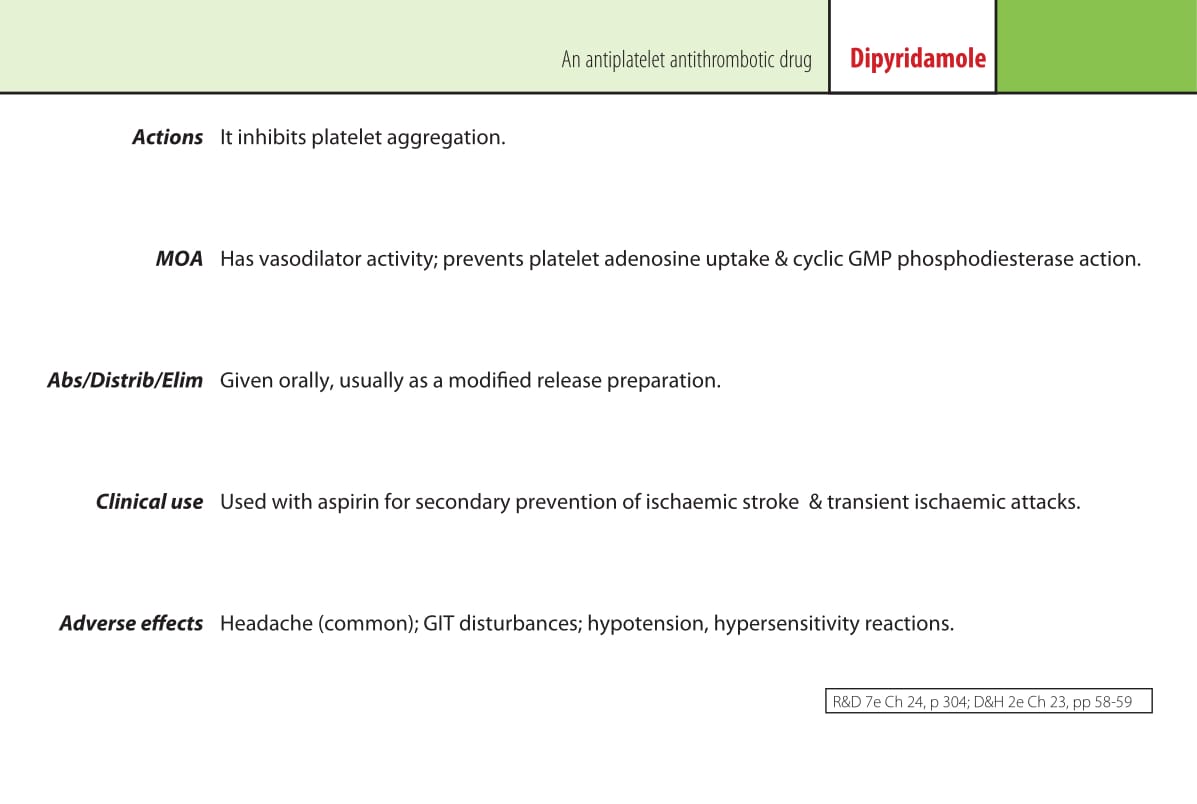 An antiplatelet antithrombotic drug Dipyridamole
Actions It inhibits platelet aggregation.
MOA Has vasodilator activity; prevents platelet adenosine uptake & cyclic GMP phosphodiesterase action.
Abs/Distrib/Elim Given orally, usually as a modified release preparation.
Clinical use Used with aspirin for secondary prevention of ischaemic stroke & transient ischaemic attacks.
Adverse effects Headache (common); GIT disturbances; hypotension, hypersensitivity reactions.
R&D 7e Ch 24, p 304; D&H 2e Ch 23, pp 58-59